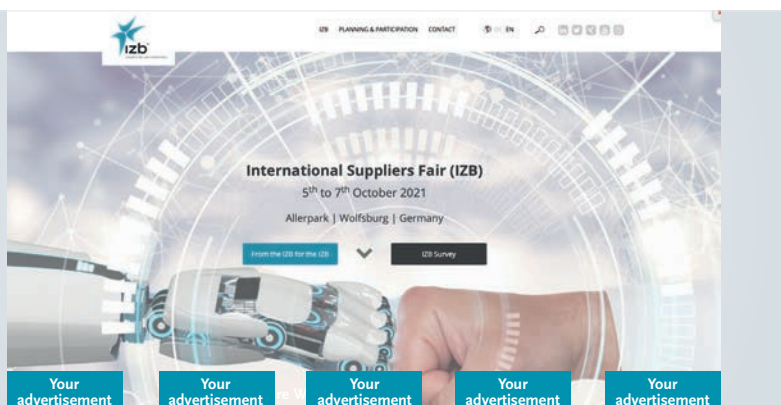 izb
IZB PLANNING & PARTICIPATION CONTACT DE EN
International Suppliers Fair (IZB)
5th to 7th October 2021
Allerpark | Wolfsburg | Germany
From the IZB for the IZB
IZB Survey
Your advertisement
Your advertisement
Your advertisement
Your advertisement
Your advertisement